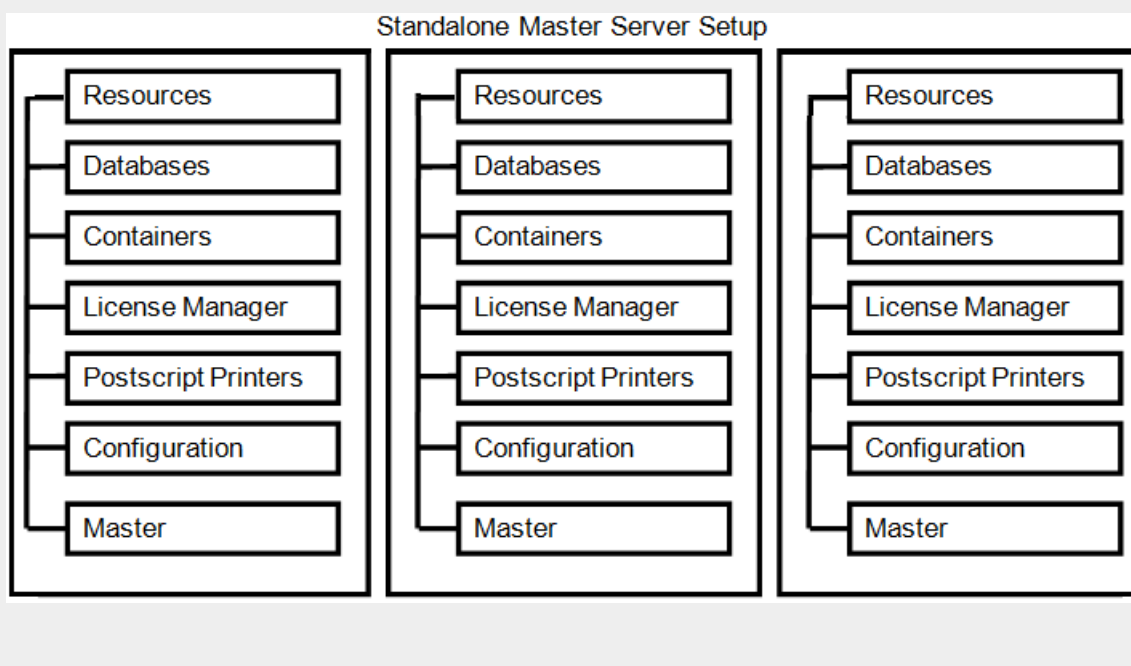 Standalone Master Server Setup
Resources
Databases
Containers
License Manager
Postscript Printers
Configuration
Master
Resources
Databases
Containers
License Manager
Postscript Printers
Configuration
Master
Resources
Databases
Containers
License Manager
Postscript Printers
Configuration
Master